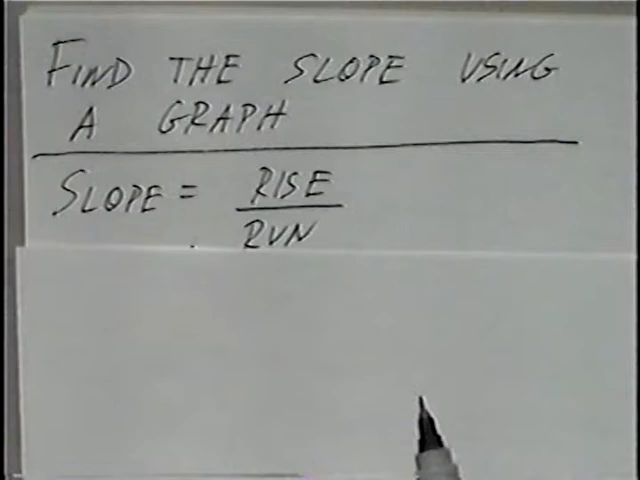 FIND THE SLOPE USING
A GRAPH
SLOPE = RISE
RUN